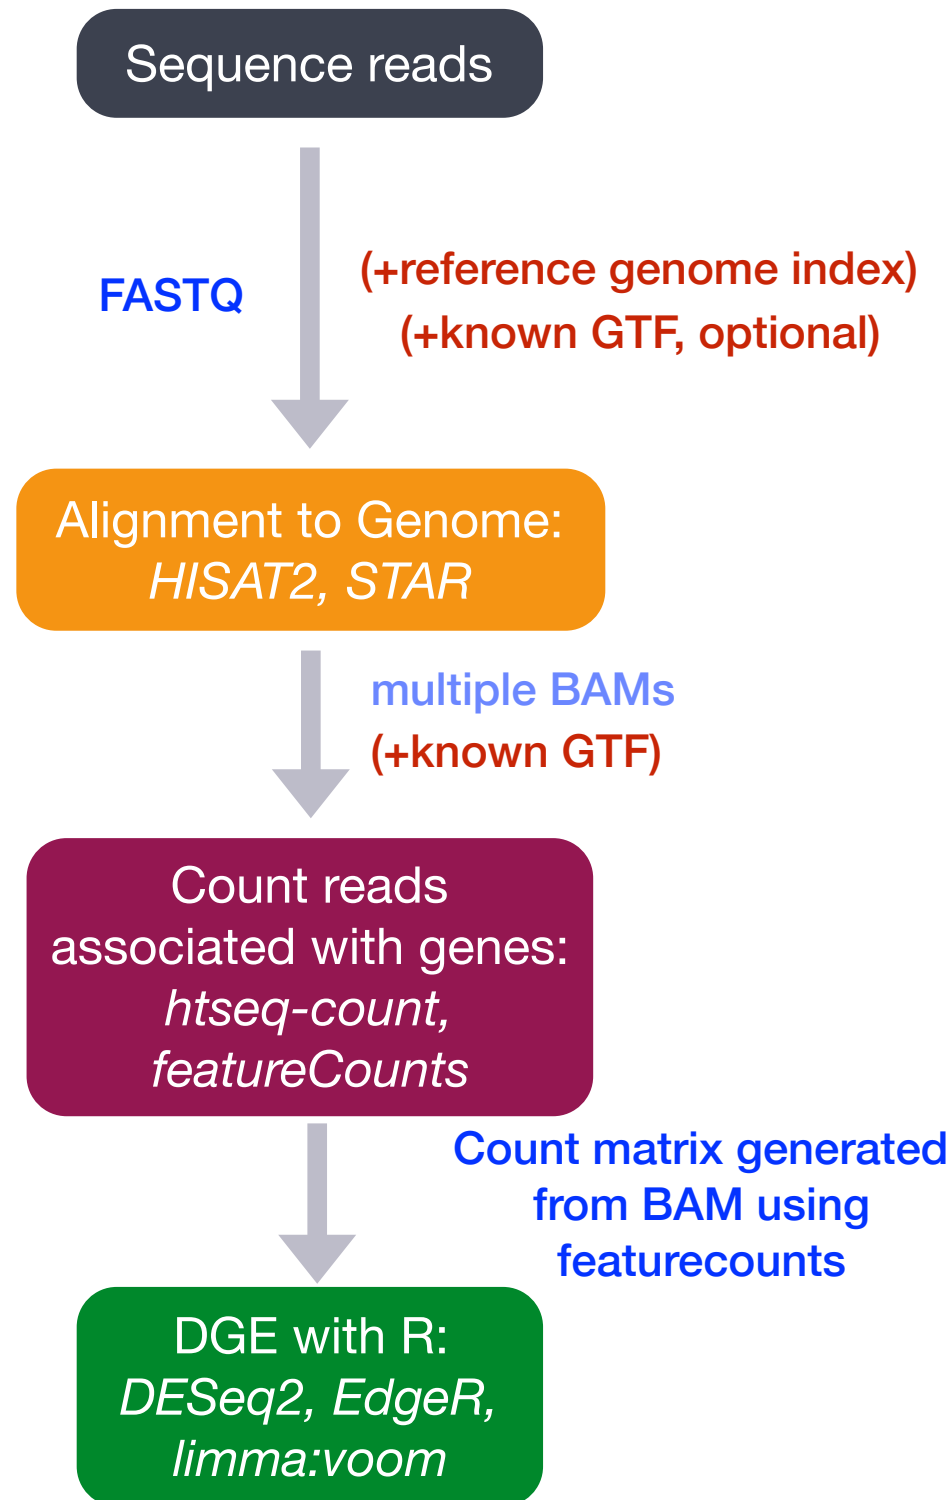 Sequence reads
FASTQ
(+reference genome index)
(+known GTF, optional)
Alignment to Genome:
HISAT2, STAR
multiple BAMs
(+known GTF)
Count reads
associated with genes:
htseq-count,
featureCounts
Count matrix generated
from BAM using
featurecounts
DGE with R:
DESeq2, EdgeR,
limma:voom